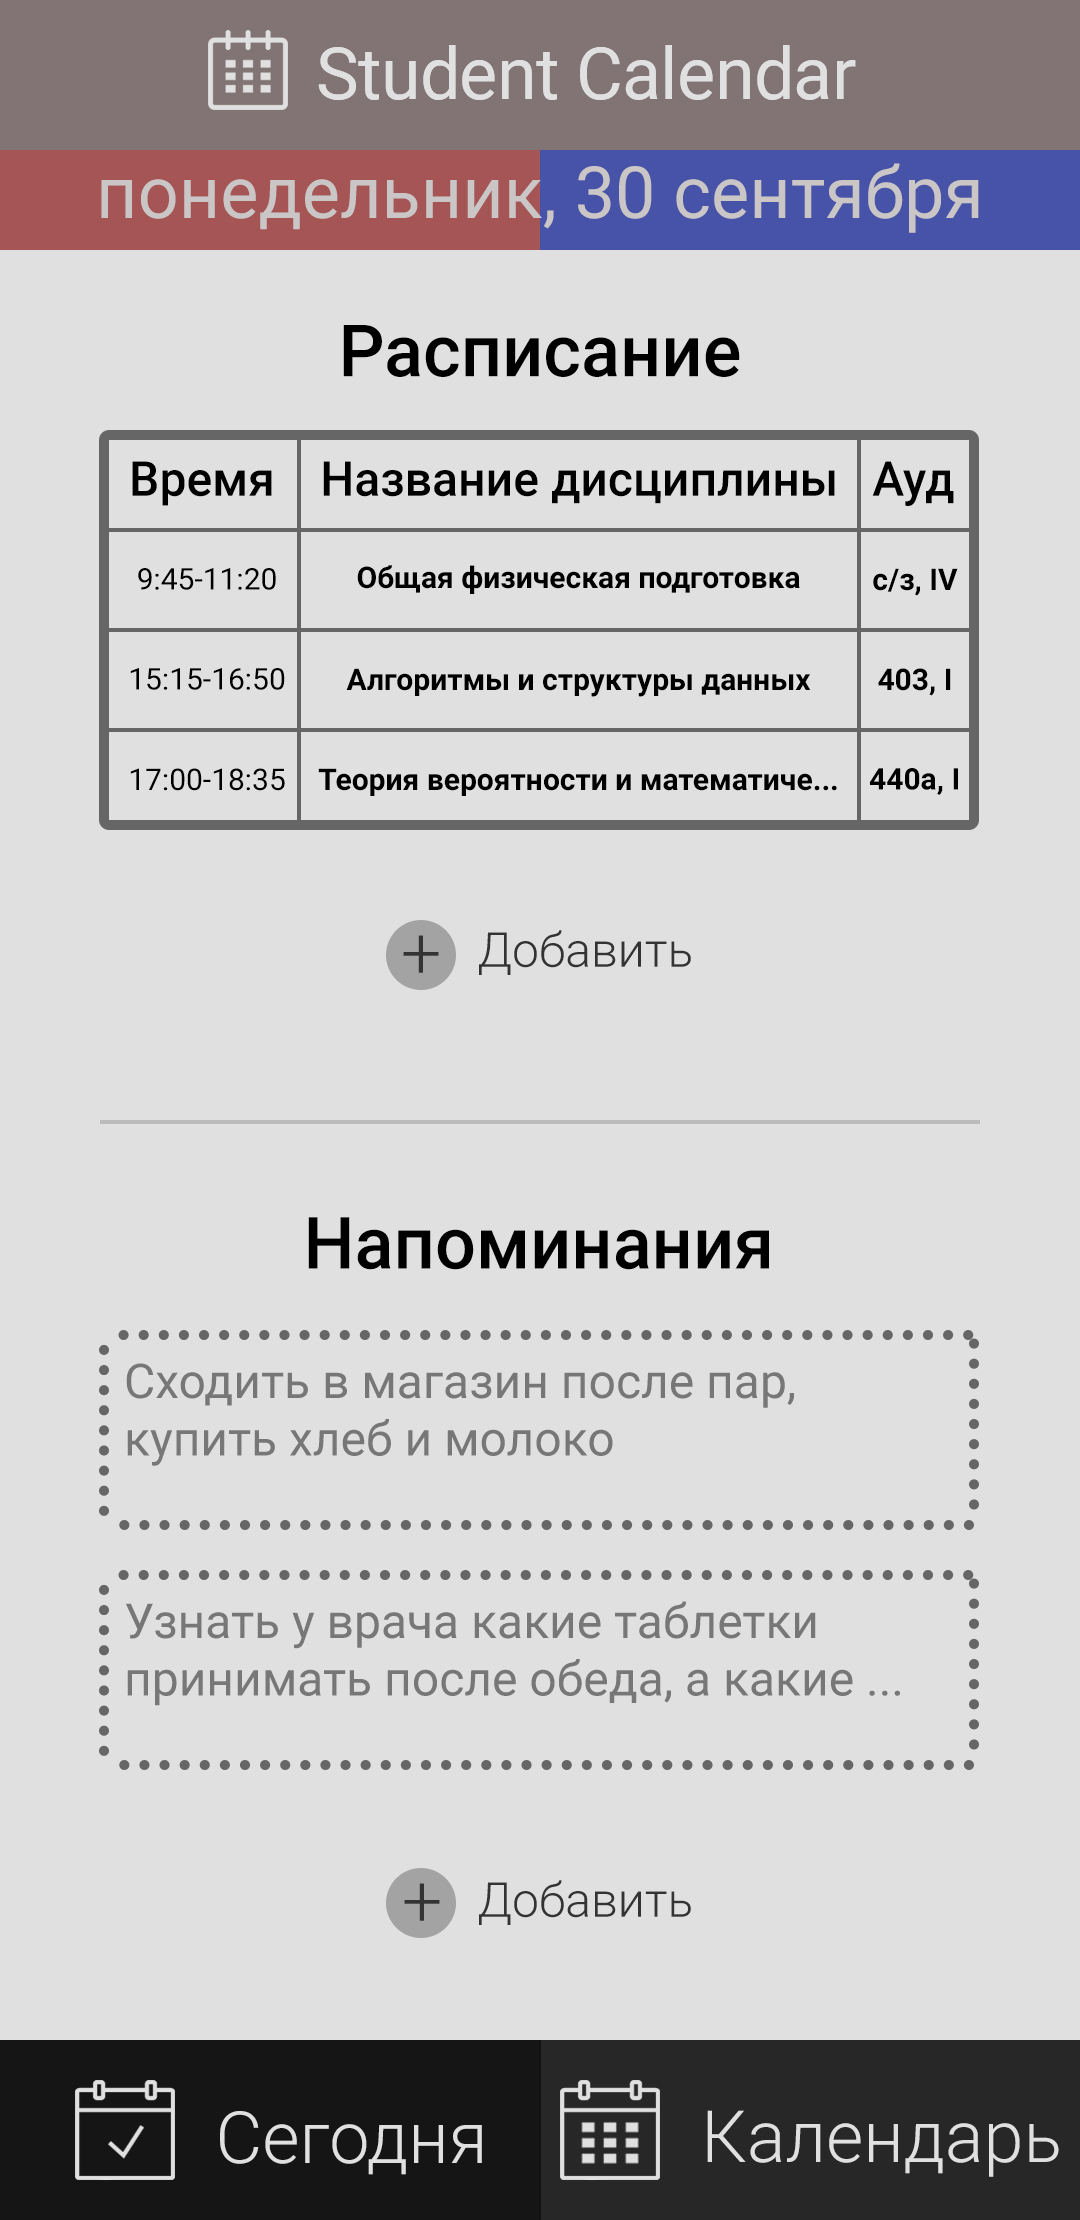 Student Calendar
понедельник, 30 сентября
Расписание
Время Название дисциплины Ауд
9:45-11:20 Общая физическая подготовка с/з, IV
15:15-16:50 Алгоритмы и структуры данных 403, I
17:00-18:35 Теория вероятности и математиче... 440а, I
+ Добавить
Напоминания
Сходить в магазин после пар,
купить хлеб и молоко
Узнать у врача какие таблетки
принимать после обеда, а какие ...
+ Добавить
Сегодня Календарь